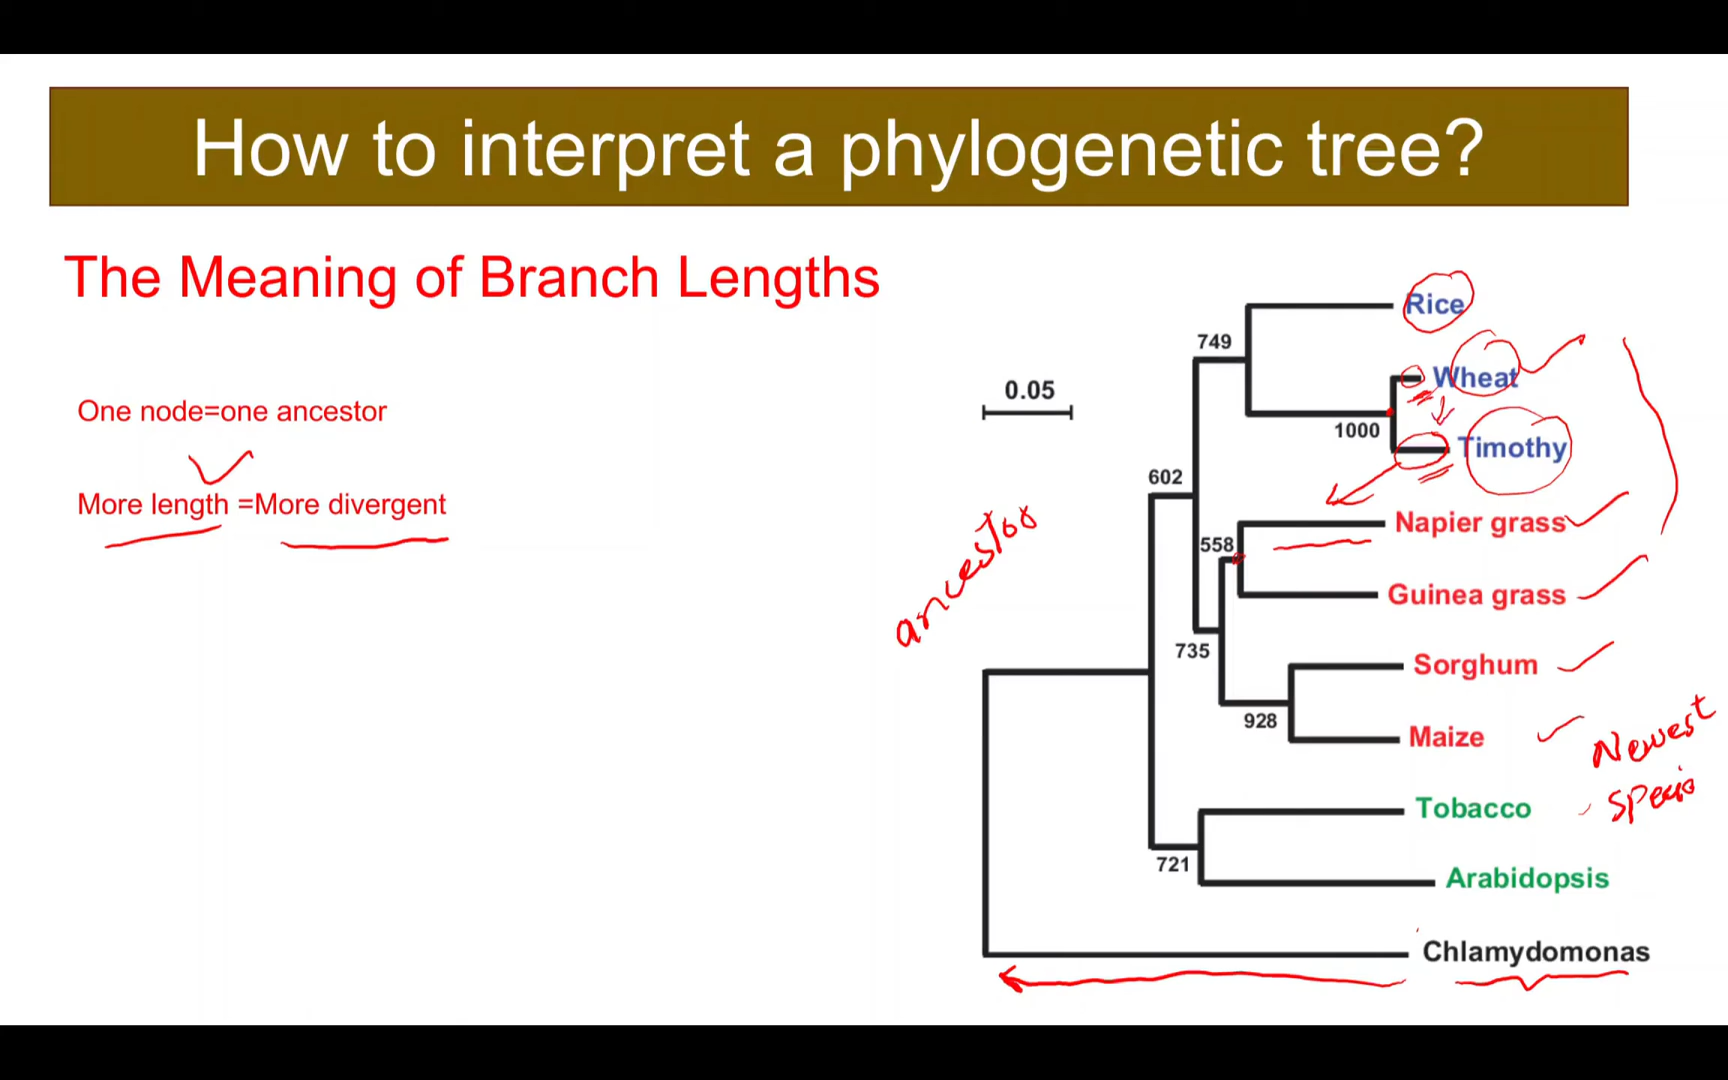 How to interpret a phylogenetic tree?
The Meaning of Branch Lengths
One node=one ancestor
More length =More divergent
0.05
ancestor
749
Rice
Wheat
1000
Timothy
602
Napier grass
558
Guinea grass
735
Sorghum
928
Maize
Newest
Tobacco
721
Arabidopsis
Chlamydomonas